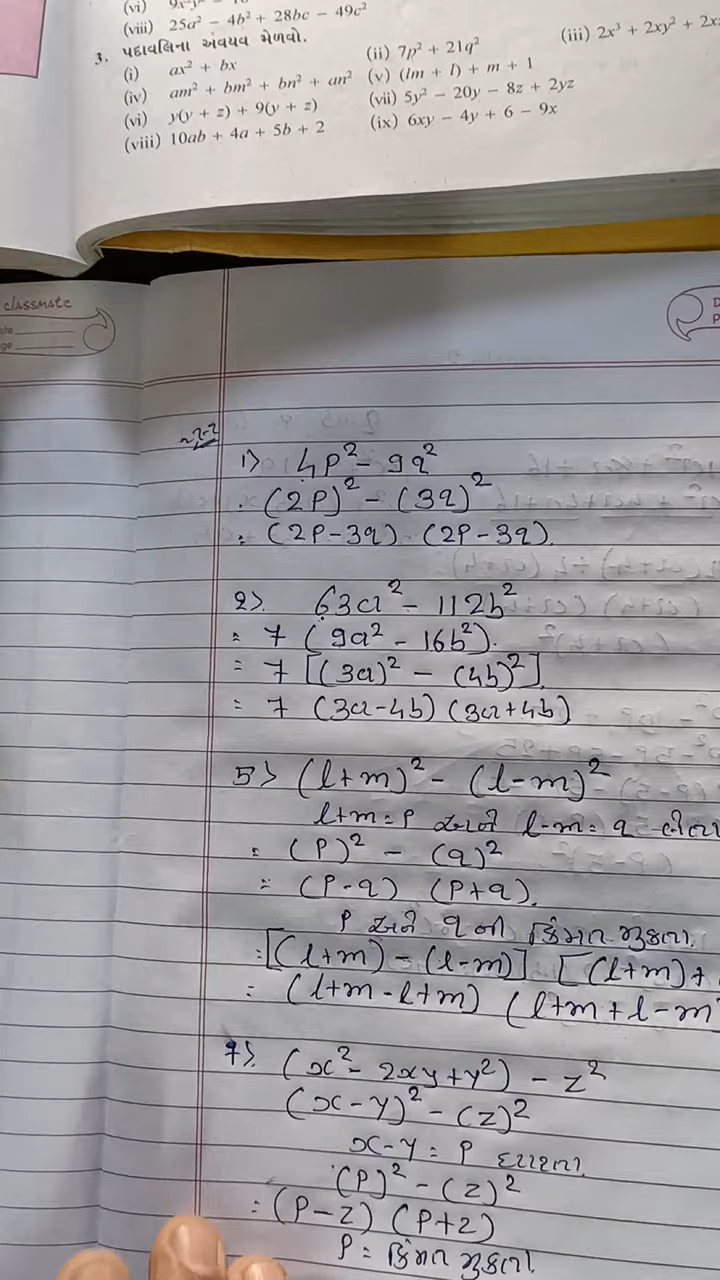 (vi)
(viii) 25a² − 4b² + 28bc − 49c²
3. પદાવલિના અવયવ મેળવો.
(i) ax² + bx (ii) 7p² + 21q² (iii) 2x³ + 2xy² + 2x
(iv) am² + bm² + bn² + an² (v) (lm + l) + m + 1
(vi) y(y + z) + 9(y + z) (vii) 5y² − 20y − 8z + 2yz
(viii) 10ab + 4a + 5b + 2 (ix) 6xy − 4y + 6 − 9x
classmate
1) 4p² − 9q²
(2p)² − (3q)²
= (2p-3q) (2p-3q).
2). 63a² − 112b²
= 7 (9a² − 16b²).
= 7 [(3a)² − (4b)²]
= 7 (3a-4b) (3a+4b)
5) (l+m)² − (l-m)²
l+m = p અને l-m = q
= (p)² − (q)²
= (p-q) (p+q).
p અને q ની કિંમત મુકતા.
= [(l+m) − (l-m)] [(l+m) +
= (l+m-l+m) (l+m+l-m
7). (x² − 2xy + y²) − z²
(x-y)² − (z)²
x-y = p ધારતા.
(p)² − (z)²
= (p-z) (p+z)
p = કિંમત મુકતા.